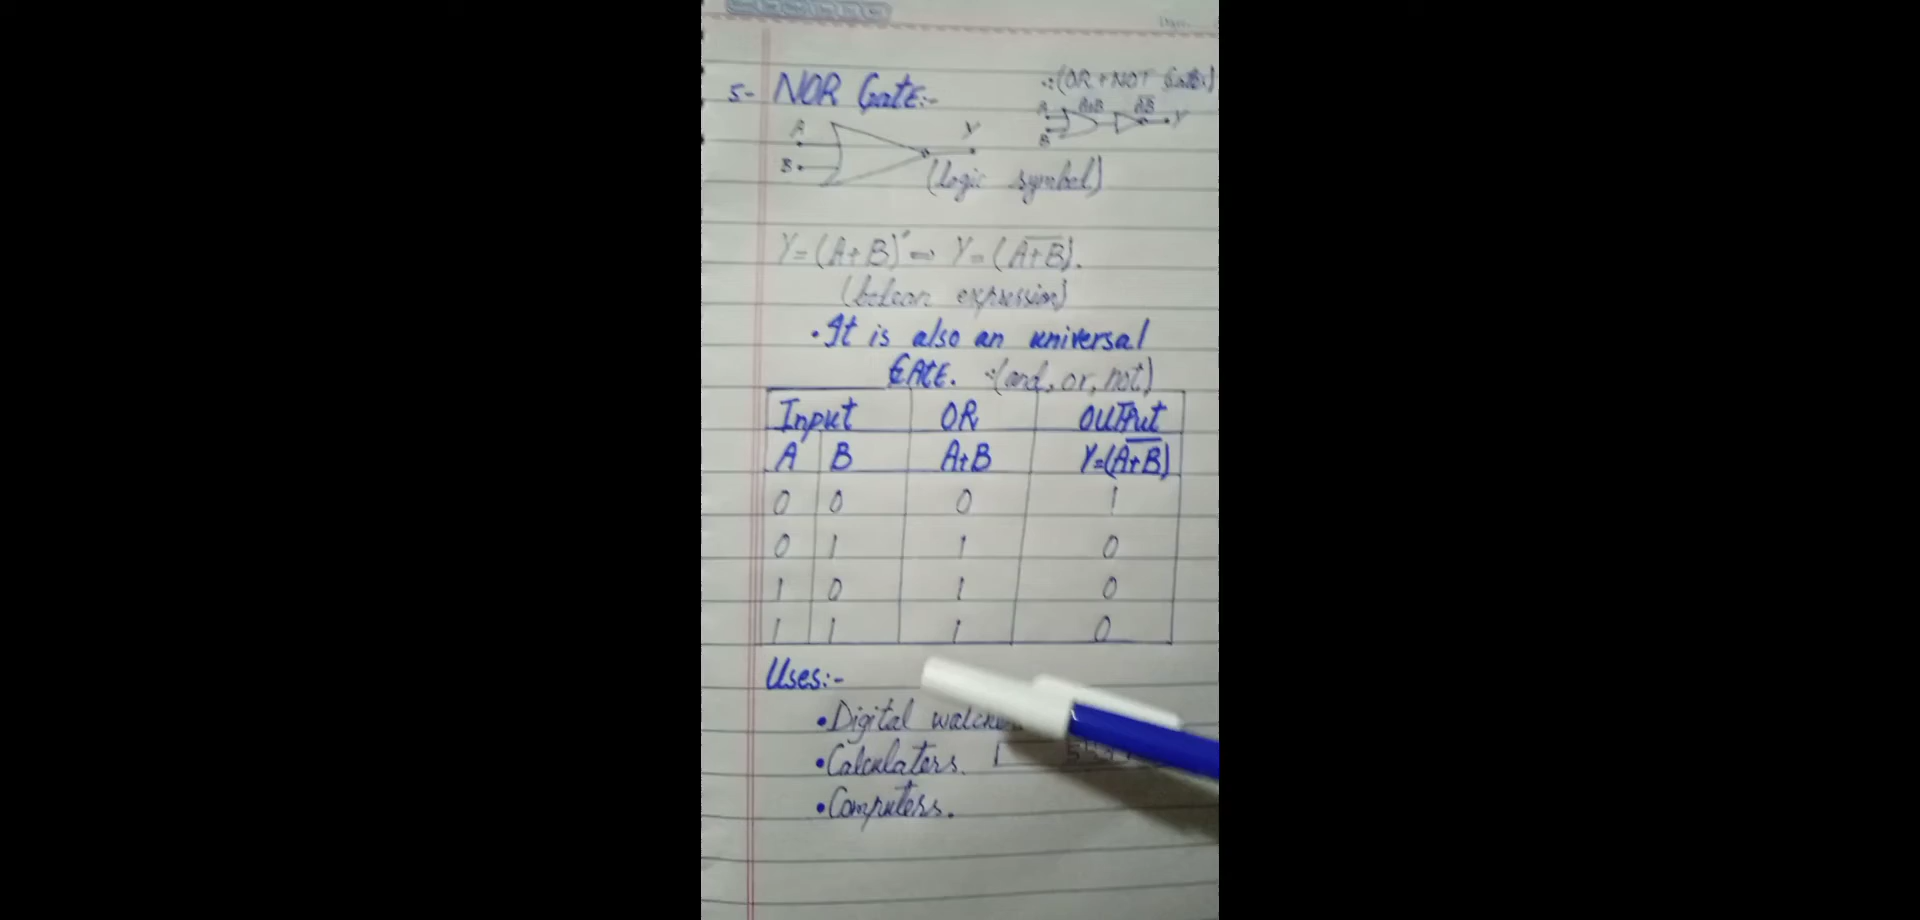 5- NOR GatE:-
∴(OR + NOT Gate.)
A A+B Y
B
A Y
B
(Logic symbol)
Y=(A+B)' ⇒ Y=(A̅+̅B̅).
expression)
•It is also an universal
GAtE. ∴(and, or, not)
Input OR OUTPut
A B A+B Y=(A̅+̅B̅)
0 0 0 1
0 1 1 0
1 0 1 0
1 1 1 0
Uses:-
•Digital
•Calculators.
•Computers.